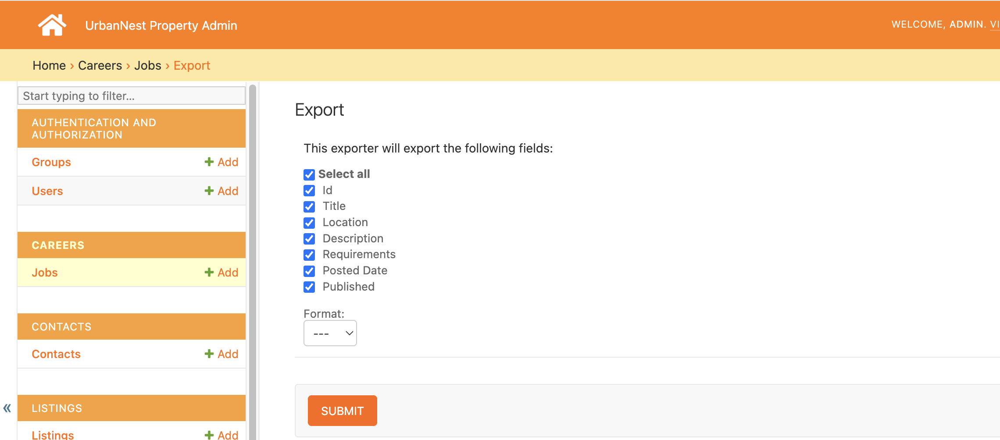 UrbanNest Property Admin
WELCOME, ADMIN. VI
Home › Careers › Jobs › Export
Start typing to filter...
AUTHENTICATION AND
AUTHORIZATION
Groups + Add
Users + Add
CAREERS
Jobs + Add
CONTACTS
Contacts + Add
«
LISTINGS
Listings + Add
Export
This exporter will export the following fields:
Select all
Id
Title
Location
Description
Requirements
Posted Date
Published
Format:
---
SUBMIT